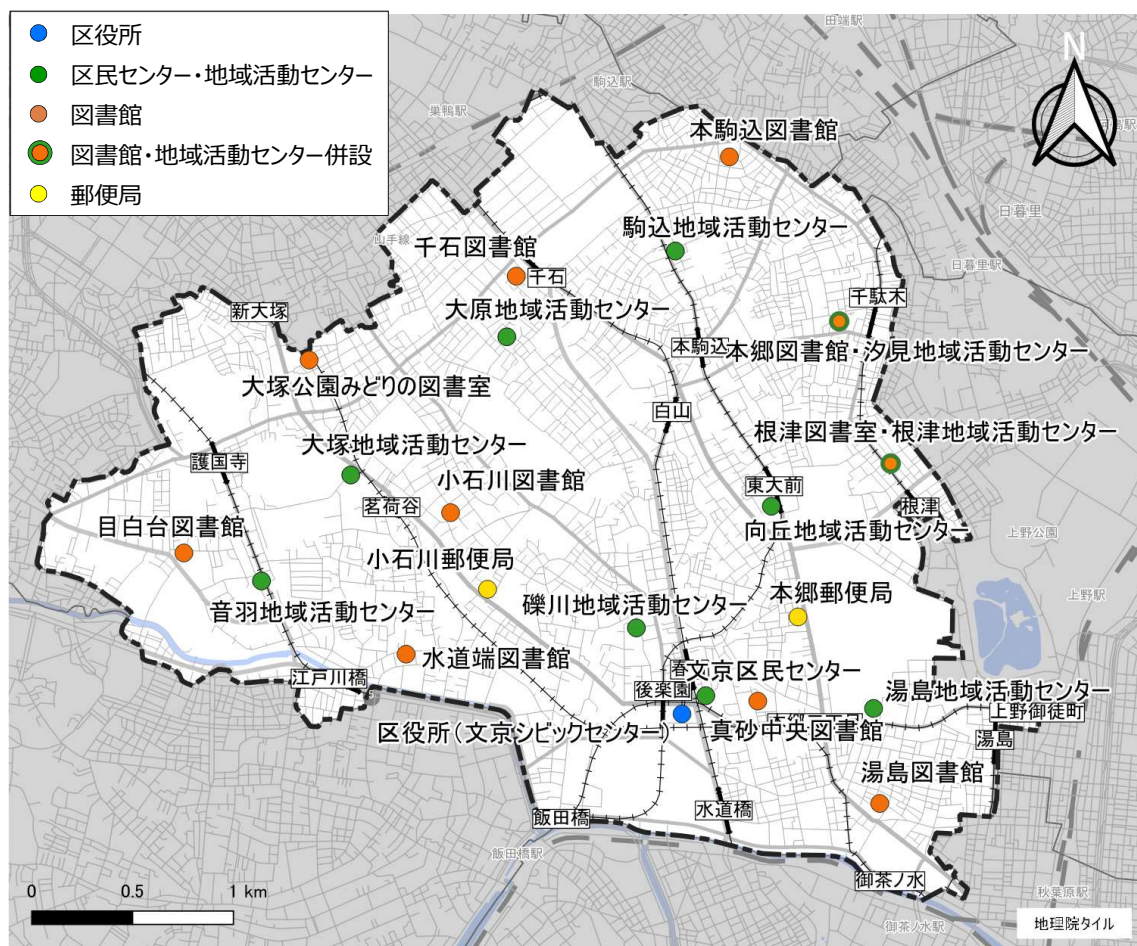 区役所
区民センター・地域活動センター
図書館
図書館・地域活動センター併設
郵便局
N
田端駅
駒込駅
巣鴨駅
本駒込図書館
日暮里
駒込地域活動センター
山手線
千石図書館
千石
日暮里駅
千駄木
新大塚
大原地域活動センター
本駒込
本郷図書館・汐見地域活動センター
大塚公園みどりの図書室
白山
根津図書室・根津地域活動センター
大塚地域活動センター
護国寺
小石川図書館
東大前
茗荷谷
根津
目白台図書館
向丘地域活動センター
上野公園
小石川郵便局
本郷郵便局
上野駅
音羽地域活動センター
礫川地域活動センター
水道端図書館
文京区民センター
江戸川橋
後楽園
春
湯島地域活動センター
上野御徒町
区役所(文京シビックセンター)
真砂中央図書館
湯島
湯島図書館
水道橋
飯田橋
飯田橋駅
御茶ノ水
秋葉原駅
御茶ノ水駅
0 0.5 1 km
地理院タイル